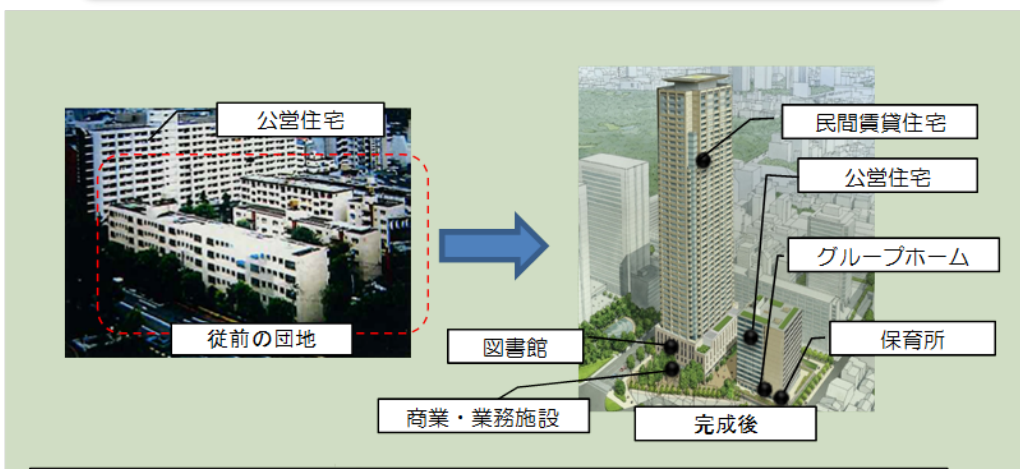 公営住宅
従前の団地
民間賃貸住宅
公営住宅
グループホーム
保育所
図書館
商業・業務施設
完成後